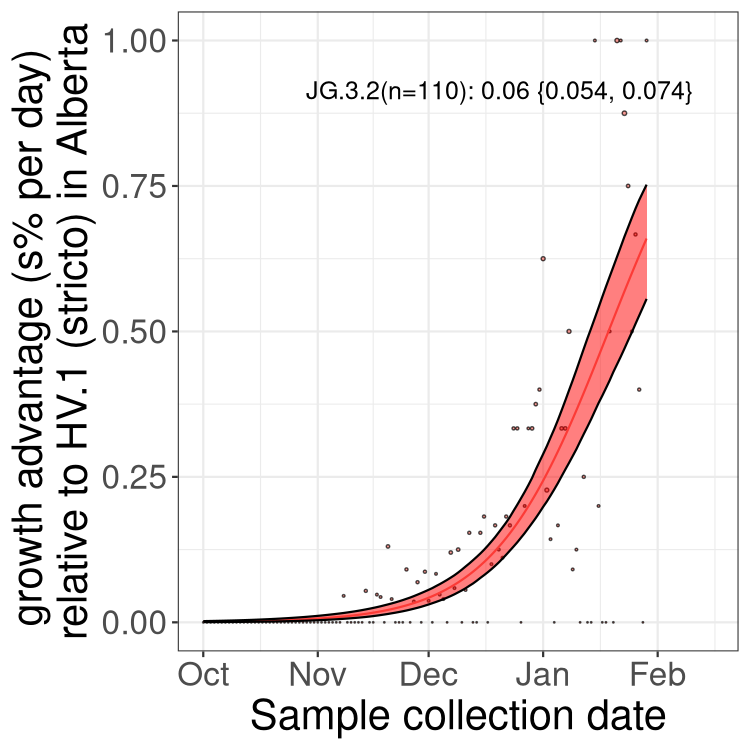 growth advantage (s% per day)
relative to HV.1 (stricto) in Alberta
1.00
0.75
0.50
0.25
0.00
JG.3.2(n=110): 0.06 {0.054, 0.074}
Oct Nov Dec Jan Feb
Sample collection date